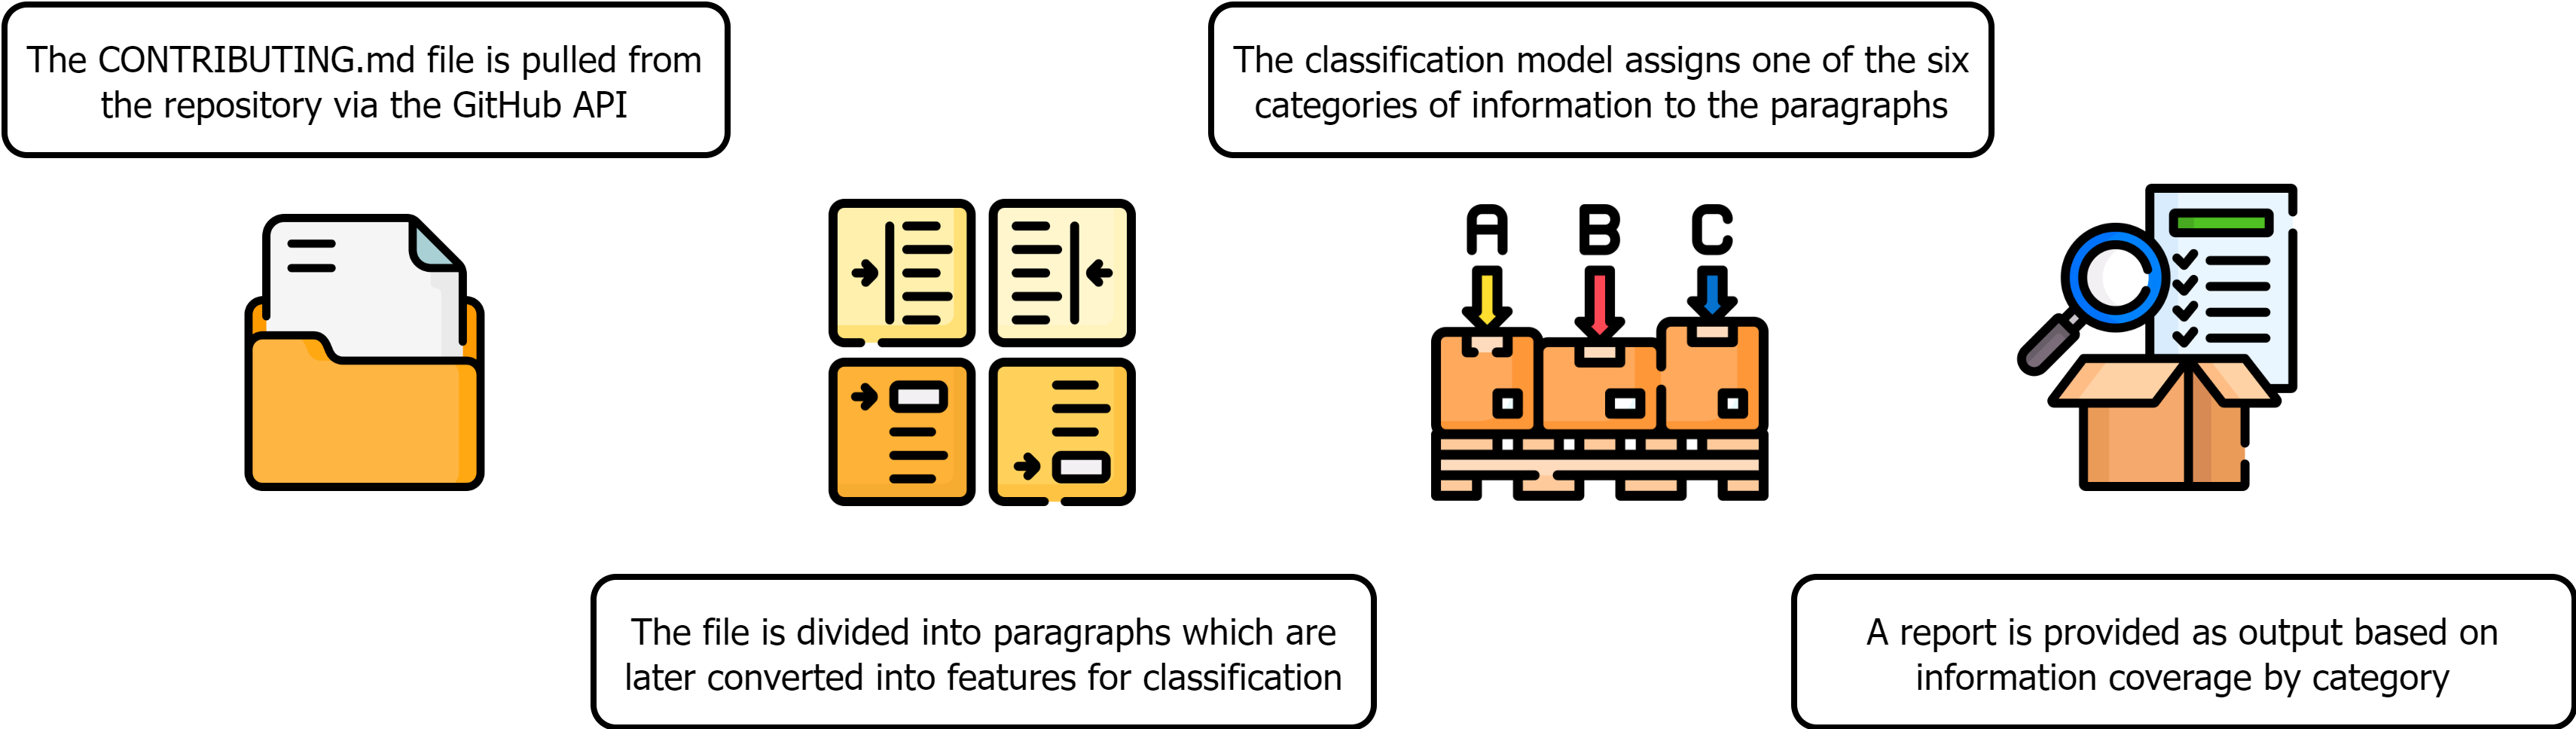 The CONTRIBUTING.md file is pulled from
the repository via the GitHub API
The file is divided into paragraphs which are
later converted into features for classification
The classification model assigns one of the six
categories of information to the paragraphs
A B C
A report is provided as output based on
information coverage by category